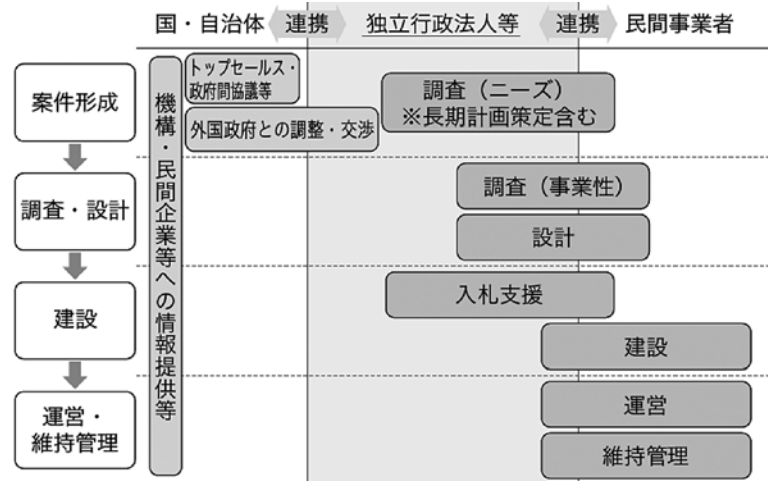 国・自治体 連携 独立行政法人等 連携 民間事業者
案件形成
調査・設計
建設
運営・
維持管理
機構・民間企業等への情報提供等
トップセールス・
政府間協議等
外国政府との調整・交渉
調査（ニーズ）
※長期計画策定含む
調査（事業性）
設計
入札支援
建設
運営
維持管理